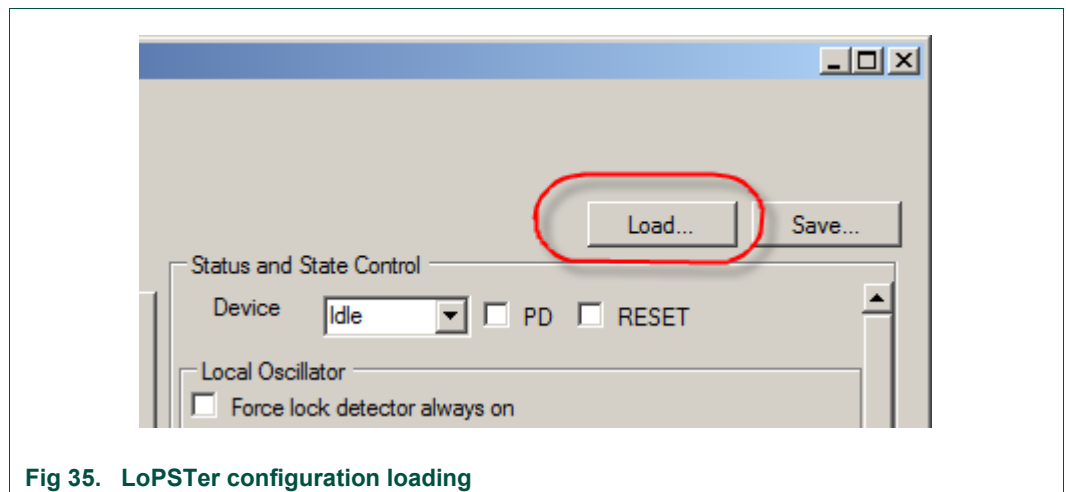 Load...
Save...
Status and State Control
Device Idle PD RESET
Local Oscillator
Force lock detector always on
Fig 35. LoPSTer configuration loading